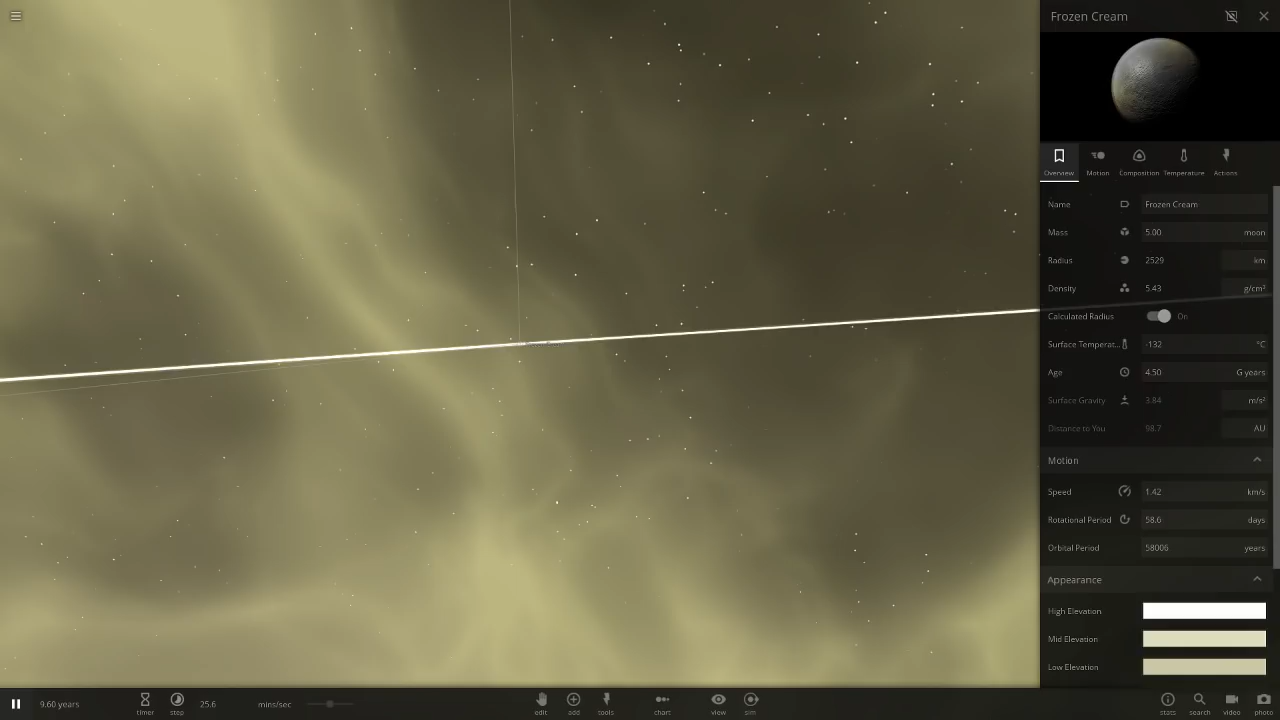 Frozen Cream
Overview Motion Composition Temperature Actions
Name Frozen Cream
Mass 5.00 moon
Radius 2529 km
Density 5.43 g/cm³
Calculated Radius On
Surface Temperat... -132 °C
Age 4.50 G years
Surface Gravity 3.84 m/s²
Distance to You 98.7 AU
Motion
Speed 1.42 km/s
Rotational Period 58.6 days
Orbital Period 58006 years
Appearance
High Elevation
Mid Elevation
Low Elevation
9.60 years timer step 25.6 mins/sec edit add tools chart view sim stats search video photo